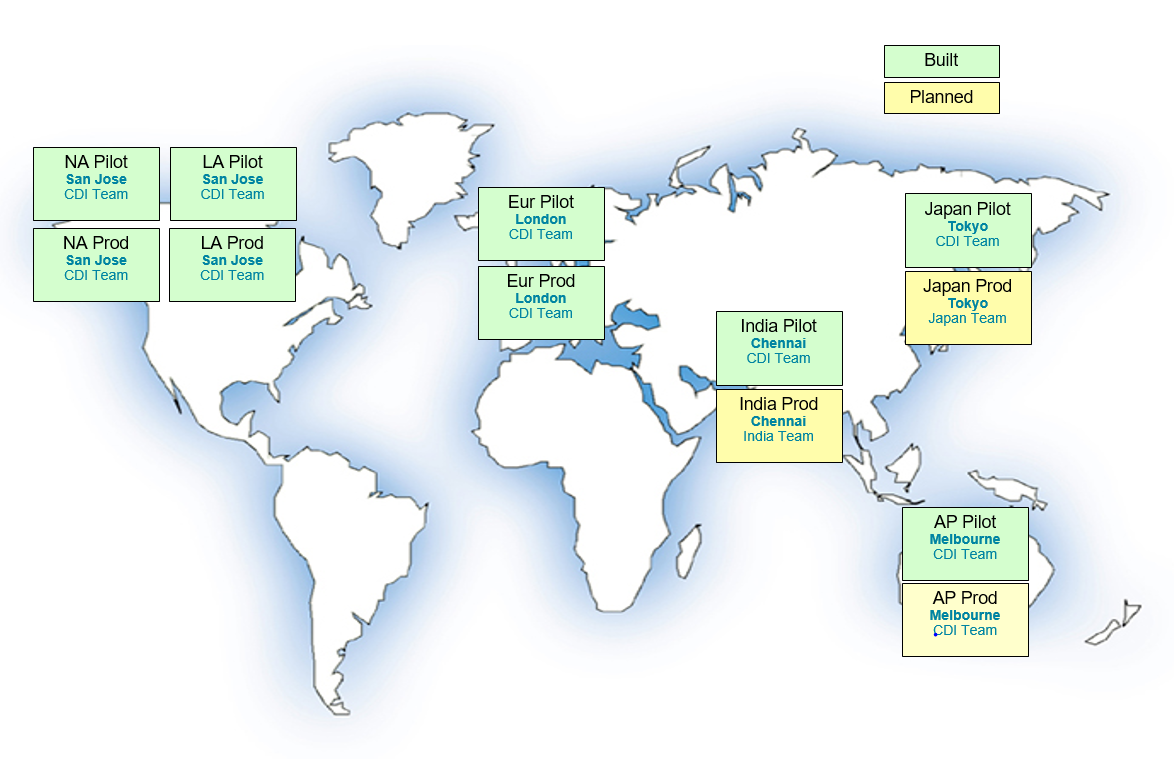 Built
Planned
NA Pilot
San Jose
CDI Team
LA Pilot
San Jose
CDI Team
NA Prod
San Jose
CDI Team
LA Prod
San Jose
CDI Team
Eur Pilot
London
CDI Team
Eur Prod
London
CDI Team
Japan Pilot
Tokyo
CDI Team
Japan Prod
Tokyo
Japan Team
India Pilot
Chennai
CDI Team
India Prod
Chennai
India Team
AP Pilot
Melbourne
CDI Team
AP Prod
Melbourne
CDI Team